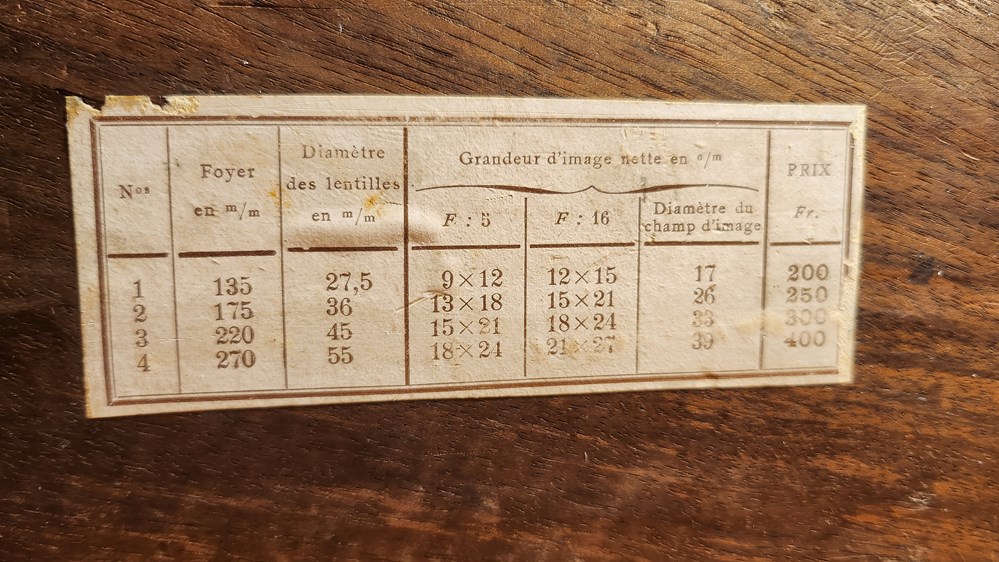 Nos Foyer en m/m Diamètre des lentilles en m/m Grandeur d'image nette en c/m PRIX Fr.
F : 5 F : 16 Diamètre du champ d'image
1 135 27,5 9×12 12×15 17 200
2 175 36 13×18 15×21 26 250
3 220 45 15×21 18×24 33 300
4 270 55 18×24 21×27 39 400